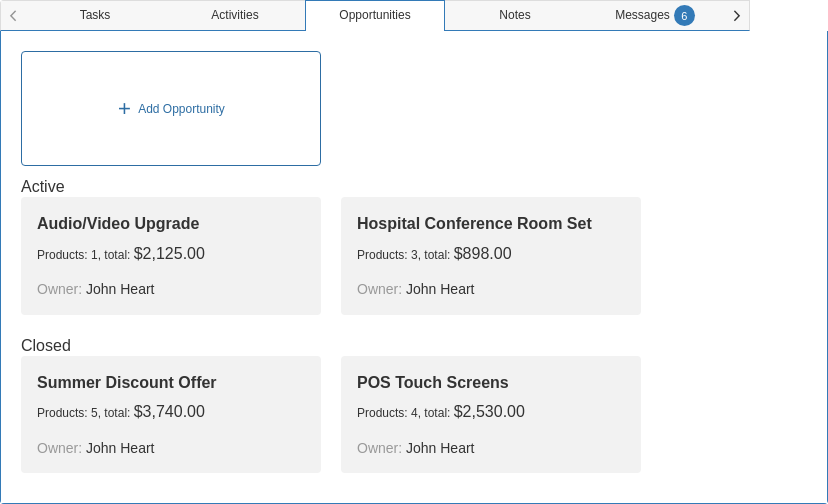 Tasks Activities Opportunities Notes Messages 6
Add Opportunity
Active
Audio/Video Upgrade
Products: 1, total: $2,125.00
Owner: John Heart
Hospital Conference Room Set
Products: 3, total: $898.00
Owner: John Heart
Closed
Summer Discount Offer
Products: 5, total: $3,740.00
Owner: John Heart
POS Touch Screens
Products: 4, total: $2,530.00
Owner: John Heart